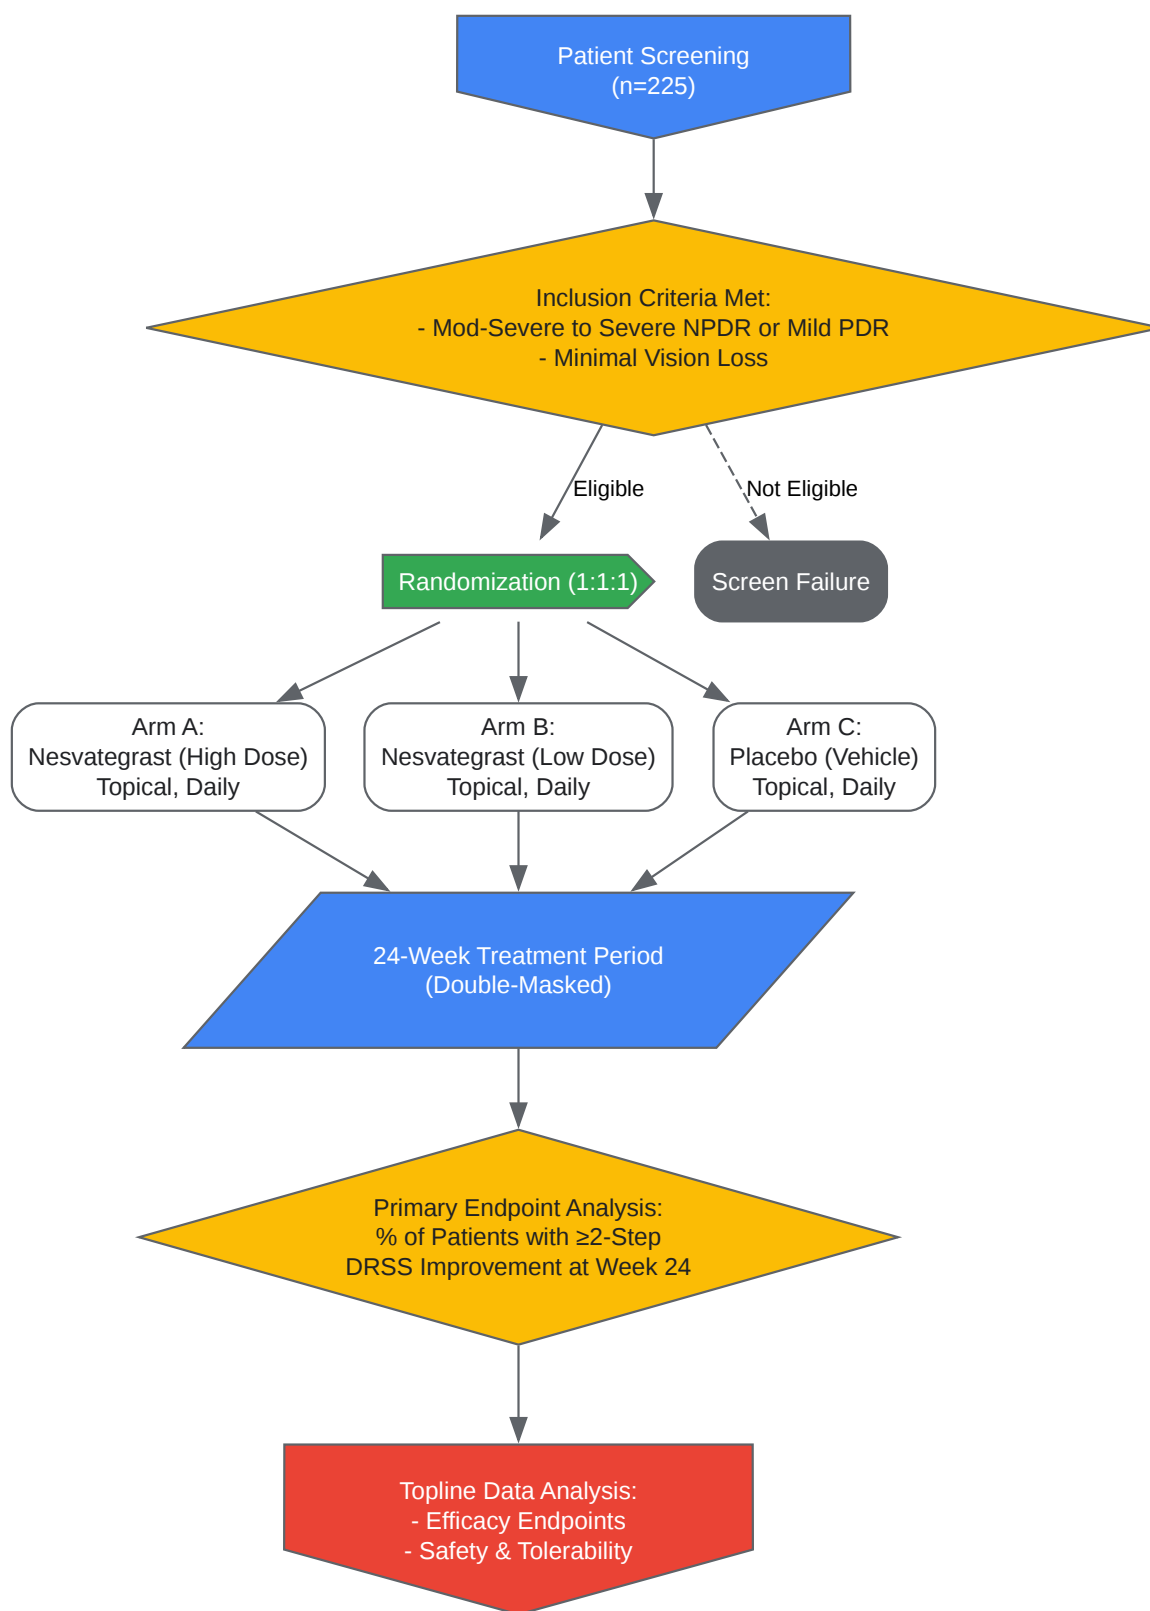 Patient Screening
(n=225)
Inclusion Criteria Met:
- Mod-Severe to Severe NPDR or Mild PDR
- Minimal Vision Loss
Eligible
Not Eligible
Randomization (1:1:1)
Screen Failure
Arm A:
Nesvategrast (High Dose)
Topical, Daily
Arm B:
Nesvategrast (Low Dose)
Topical, Daily
Arm C:
Placebo (Vehicle)
Topical, Daily
24-Week Treatment Period
(Double-Masked)
Primary Endpoint Analysis:
% of Patients with ≥2-Step
DRSS Improvement at Week 24
Topline Data Analysis:
- Efficacy Endpoints
- Safety & Tolerability